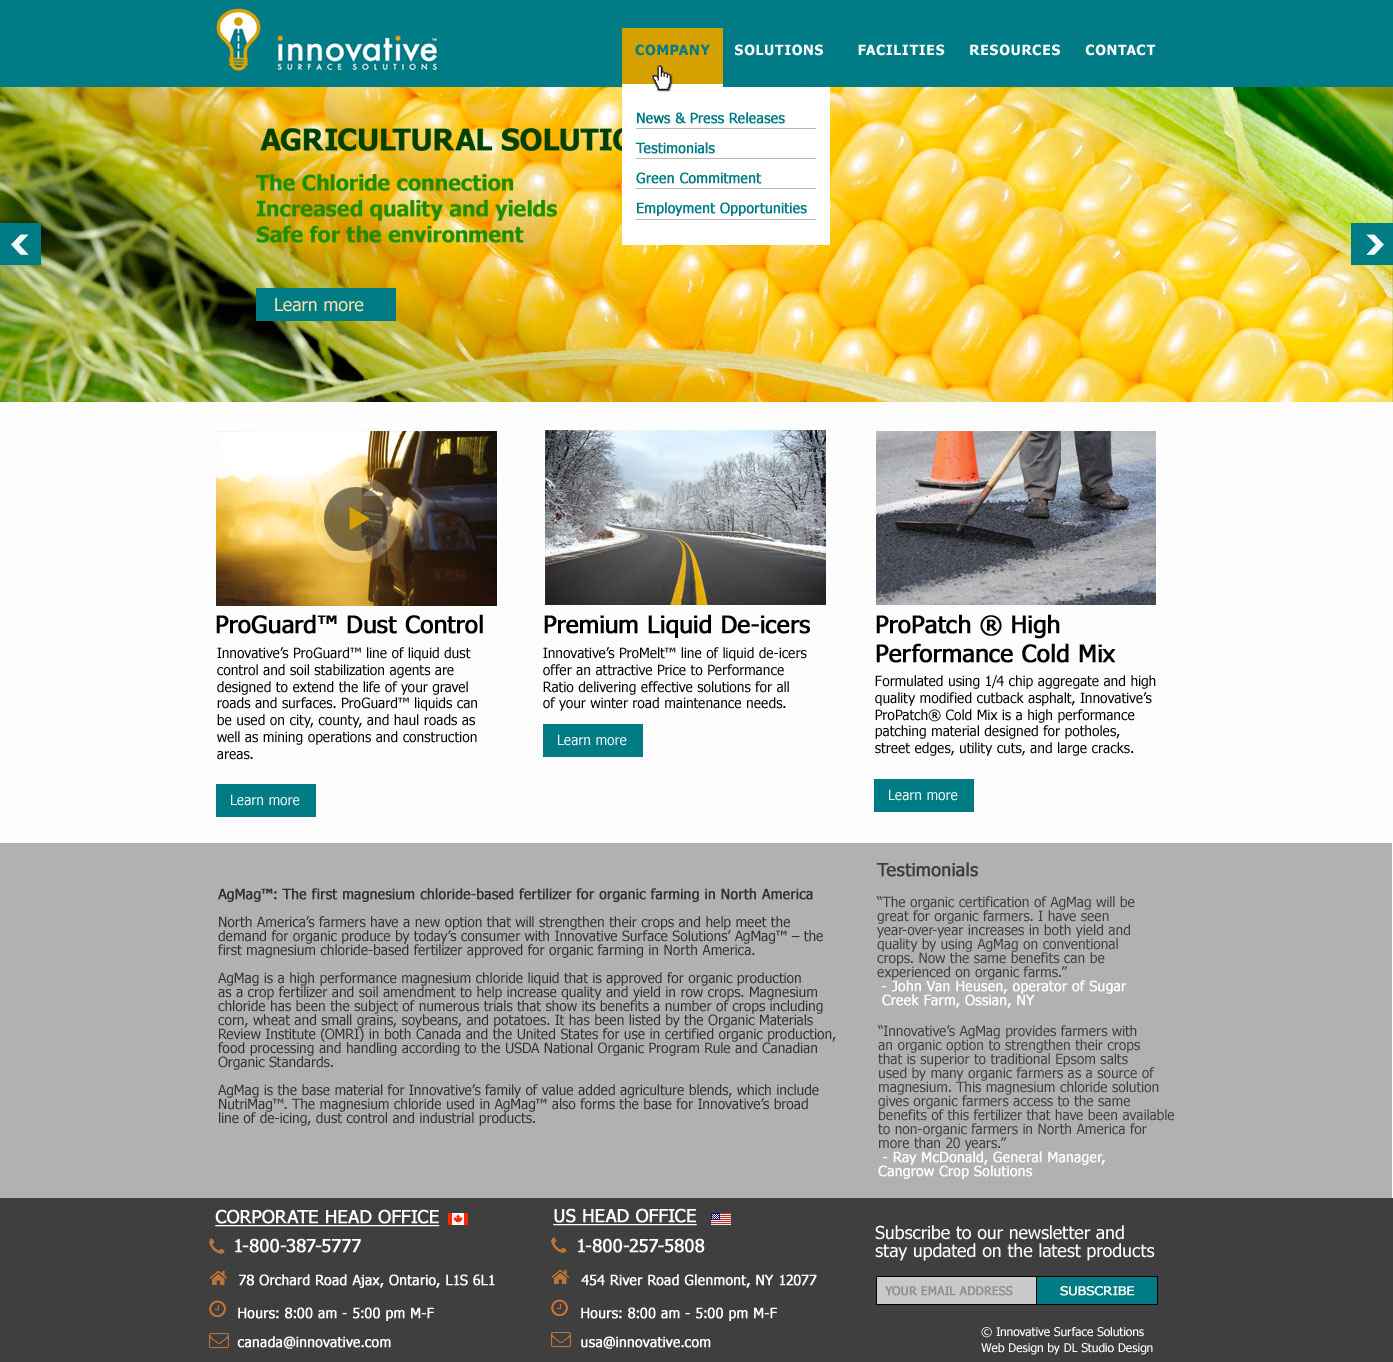 innovative™
SURFACE SOLUTIONS
COMPANY SOLUTIONS FACILITIES RESOURCES CONTACT
News & Press Releases
Testimonials
Green Commitment
Employment Opportunities
AGRICULTURAL
The Chloride connection
Increased quality and yields
Safe for the environment
Learn more
ProGuard™ Dust Control
Innovative’s ProGuard™ line of liquid dust
control and soil stabilization agents are
designed to extend the life of your gravel
roads and surfaces. ProGuard™ liquids can
be used on city, county, and haul roads as
well as mining operations and construction
areas.
Learn more
Premium Liquid De-icers
Innovative’s ProMelt™ line of liquid de-icers
offer an attractive Price to Performance
Ratio delivering effective solutions for all
of your winter road maintenance needs.
Learn more
ProPatch ® High
Performance Cold Mix
Formulated using 1/4 chip aggregate and high
quality modified cutback asphalt, Innovative’s
ProPatch® Cold Mix is a high performance
patching material designed for potholes,
street edges, utility cuts, and large cracks.
Learn more
AgMag™: The first magnesium chloride-based fertilizer for organic farming in North America
North America’s farmers have a new option that will strengthen their crops and help meet the
demand for organic produce by today’s consumer with Innovative Surface Solutions’ AgMag™ – the
first magnesium chloride-based fertilizer approved for organic farming in North America.
AgMag is a high performance magnesium chloride liquid that is approved for organic production
as a crop fertilizer and soil amendment to help increase quality and yield in row crops. Magnesium
chloride has been the subject of numerous trials that show its benefits a number of crops including
corn, wheat and small grains, soybeans, and potatoes. It has been listed by the Organic Materials
Review Institute (OMRI) in both Canada and the United States for use in certified organic production,
food processing and handling according to the USDA National Organic Program Rule and Canadian
Organic Standards.
AgMag is the base material for Innovative’s family of value added agriculture blends, which include
NutriMag™. The magnesium chloride used in AgMag™ also forms the base for Innovative’s broad
line of de-icing, dust control and industrial products.
Testimonials
“The organic certification of AgMag will be
great for organic farmers. I have seen
year-over-year increases in both yield and
quality by using AgMag on conventional
crops. Now the same benefits can be
experienced on organic farms.”
- John Van Heusen, operator of Sugar
Creek Farm, Ossian, NY
“Innovative’s AgMag provides farmers with
an organic option to strengthen their crops
that is superior to traditional Epsom salts
used by many organic farmers as a source of
magnesium. This magnesium chloride solution
gives organic farmers access to the same
benefits of this fertilizer that have been available
to non-organic farmers in North America for
more than 20 years.”
- Ray McDonald, General Manager,
Cangrow Crop Solutions
CORPORATE HEAD OFFICE
1-800-387-5777
78 Orchard Road Ajax, Ontario, L1S 6L1
Hours: 8:00 am - 5:00 pm M-F
canada@innovative.com
US HEAD OFFICE
1-800-257-5808
454 River Road Glenmont, NY 12077
Hours: 8:00 am - 5:00 pm M-F
usa@innovative.com
Subscribe to our newsletter and
stay updated on the latest products
YOUR EMAIL ADDRESS SUBSCRIBE
© Innovative Surface Solutions
Web Design by DL Studio Design